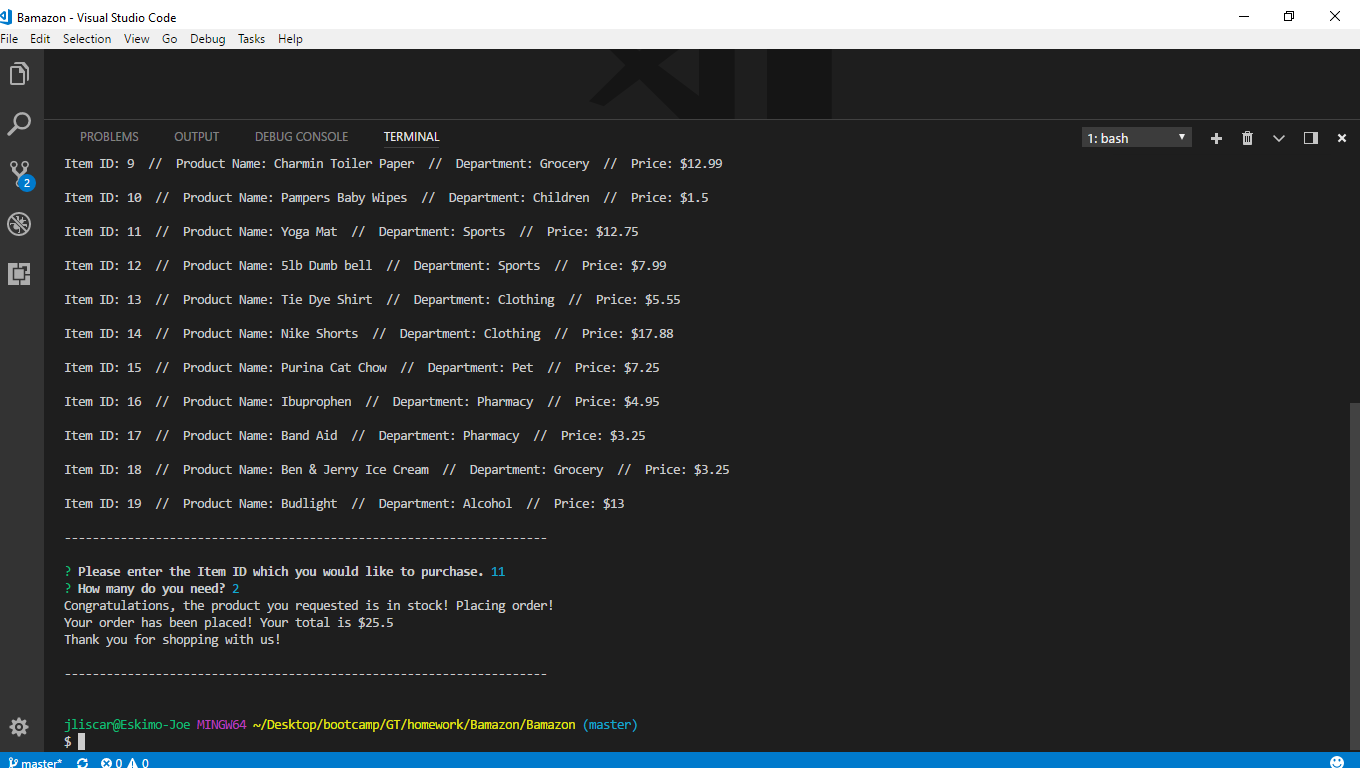 Bamazon - Visual Studio Code
File Edit Selection View Go Debug Tasks Help
PROBLEMS OUTPUT DEBUG CONSOLE TERMINAL 1: bash
Item ID: 9 // Product Name: Charmin Toiler Paper // Department: Grocery // Price: $12.99
Item ID: 10 // Product Name: Pampers Baby Wipes // Department: Children // Price: $1.5
Item ID: 11 // Product Name: Yoga Mat // Department: Sports // Price: $12.75
Item ID: 12 // Product Name: 5lb Dumb bell // Department: Sports // Price: $7.99
Item ID: 13 // Product Name: Tie Dye Shirt // Department: Clothing // Price: $5.55
Item ID: 14 // Product Name: Nike Shorts // Department: Clothing // Price: $17.88
Item ID: 15 // Product Name: Purina Cat Chow // Department: Pet // Price: $7.25
Item ID: 16 // Product Name: Ibuprophen // Department: Pharmacy // Price: $4.95
Item ID: 17 // Product Name: Band Aid // Department: Pharmacy // Price: $3.25
Item ID: 18 // Product Name: Ben & Jerry Ice Cream // Department: Grocery // Price: $3.25
Item ID: 19 // Product Name: Budlight // Department: Alcohol // Price: $13
---------------------------------------------------------------------
? Please enter the Item ID which you would like to purchase. 11
? How many do you need? 2
Congratulations, the product you requested is in stock! Placing order!
Your order has been placed! Your total is $25.5
Thank you for shopping with us!
---------------------------------------------------------------------
jliscar@Eskimo-Joe MINGW64 ~/Desktop/bootcamp/GT/homework/Bamazon/Bamazon (master)
$
2
master* 0 0